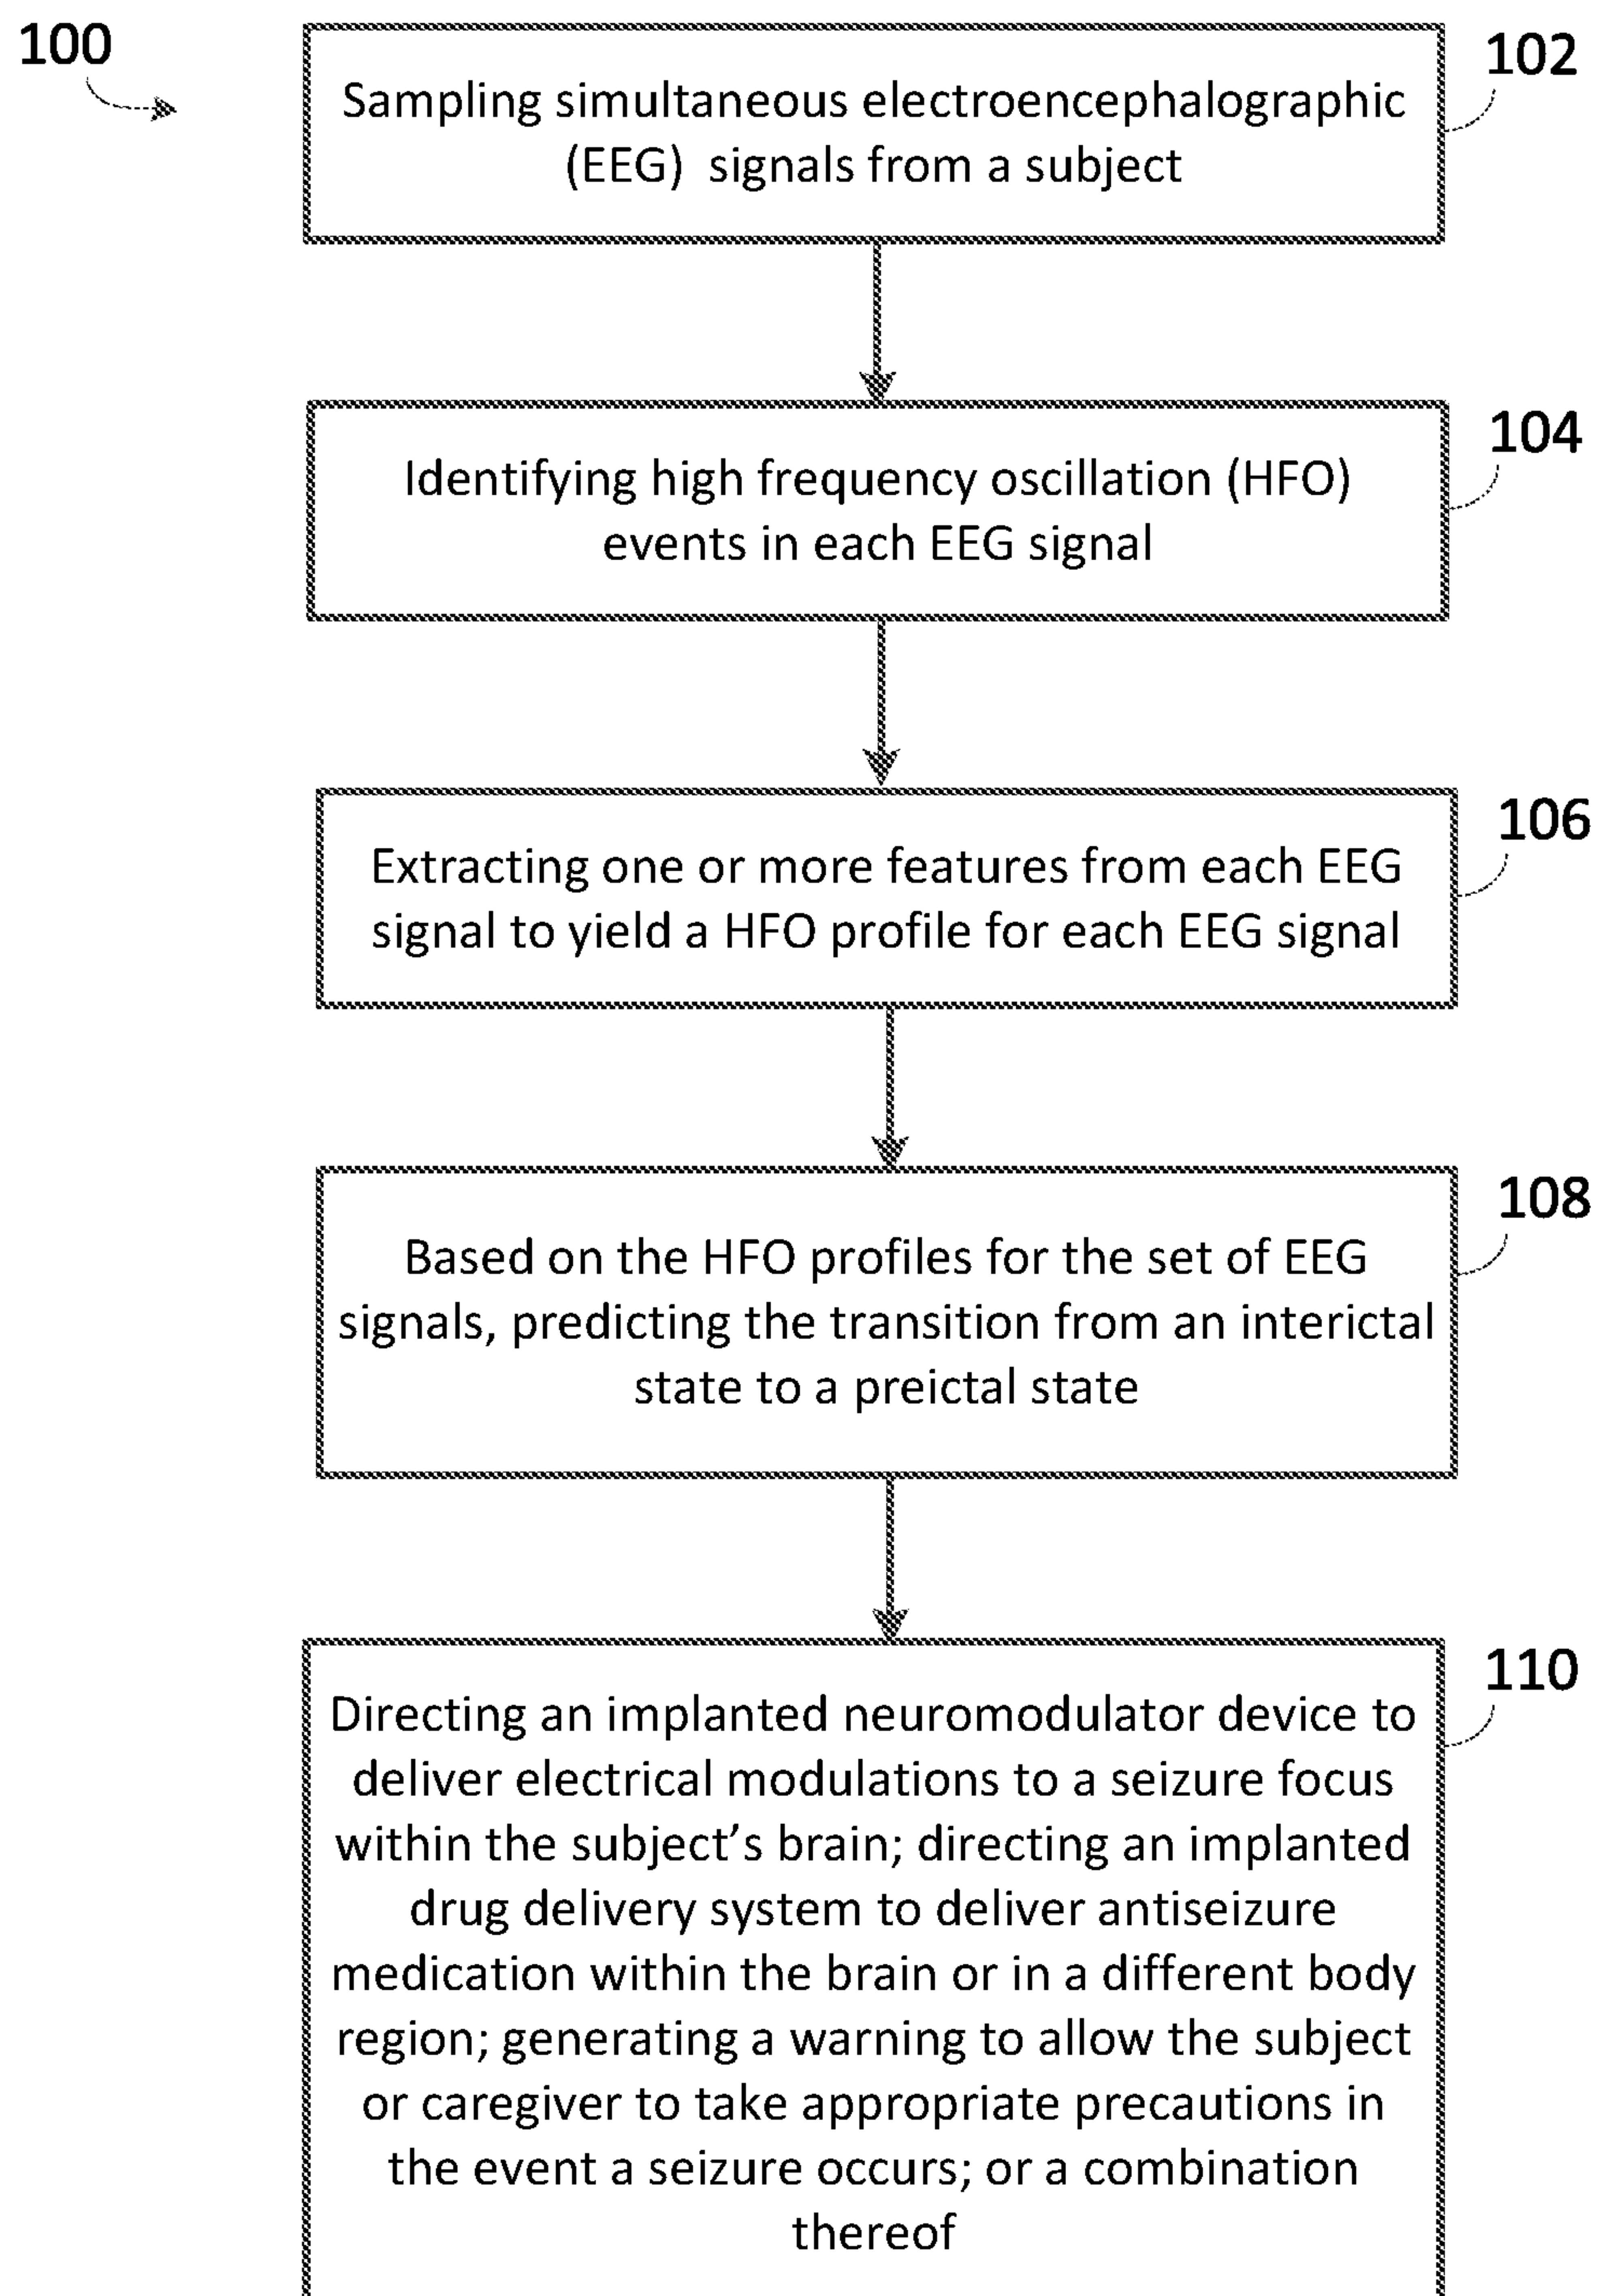 100
102
Sampling simultaneous electroencephalographic
(EEG) signals from a subject
104
Identifying high frequency oscillation (HFO)
events in each EEG signal
106
Extracting one or more features from each EEG
signal to yield a HFO profile for each EEG signal
108
Based on the HFO profiles for the set of EEG
signals, predicting the transition from an interictal
state to a preictal state
110
Directing an implanted neuromodulator device to
deliver electrical modulations to a seizure focus
within the subject’s brain; directing an implanted
drug delivery system to deliver antiseizure
medication within the brain or in a different body
region; generating a warning to allow the subject
or caregiver to take appropriate precautions in
the event a seizure occurs; or a combination
thereof